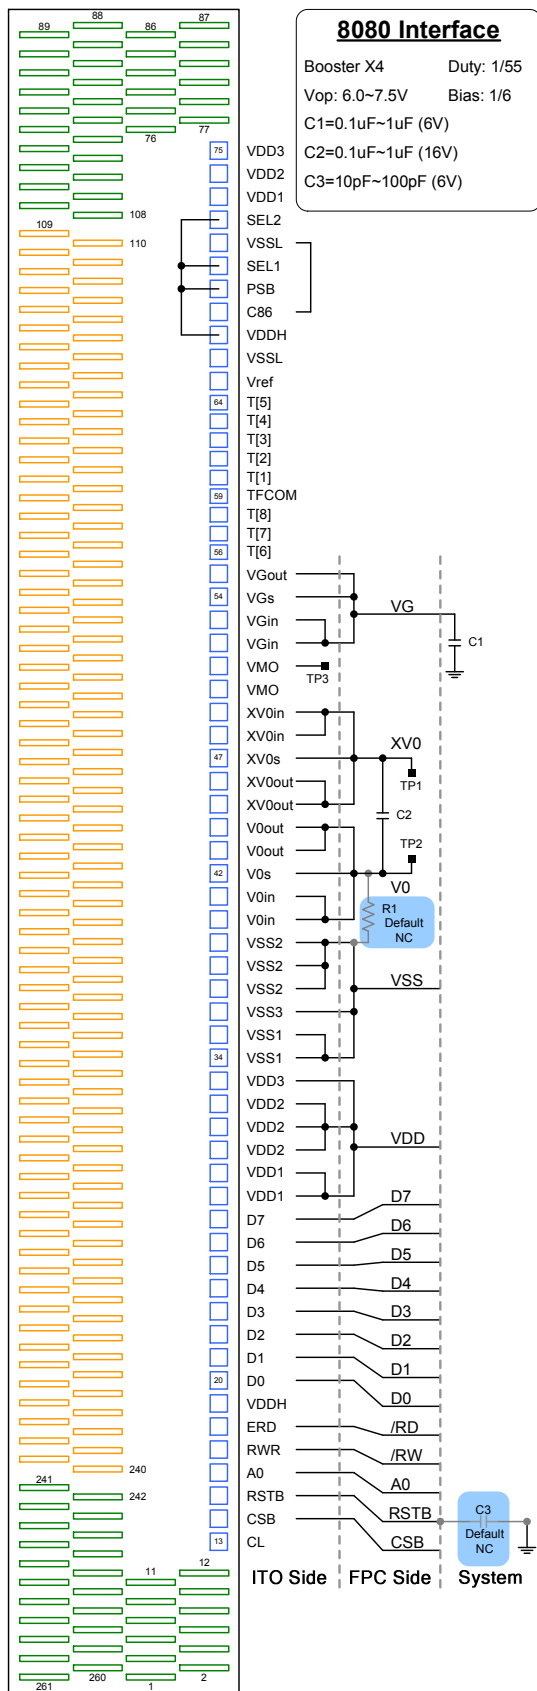 8080 Interface
Booster X4 Duty: 1/55
Vop: 6.0~7.5V Bias: 1/6
C1=0.1uF~1uF (6V)
C2=0.1uF~1uF (16V)
C3=10pF~100pF (6V)
89 88 86 87
76 77
108
109
110
75 VDD3
VDD2
VDD1
SEL2
VSSL
SEL1
PSB
C86
VDDH
VSSL
Vref
64 T[5]
T[4]
T[3]
T[2]
T[1]
59 TFCOM
T[8]
T[7]
56 T[6]
VGout
54 VGs VG
VGin
VGin C1
VMO TP3
VMO
XV0in
XV0in XV0
47 XV0s
XV0out TP1
XV0out C2
V0out
V0out TP2
42 V0s
V0in V0
V0in R1
Default
NC
VSS2
VSS2
VSS2 VSS
VSS3
VSS1
34 VSS1
VDD3
VDD2
VDD2
VDD2 VDD
VDD1
VDD1
D7 D7
D6 D6
D5 D5
D4 D4
D3 D3
D2 D2
D1 D1
20 D0 D0
VDDH
ERD /RD
RWR /RW
240
A0 A0
241
242
RSTB RSTB
C3
Default
NC
CSB CSB
13 CL
11 12
ITO Side FPC Side System
261 260 1 2